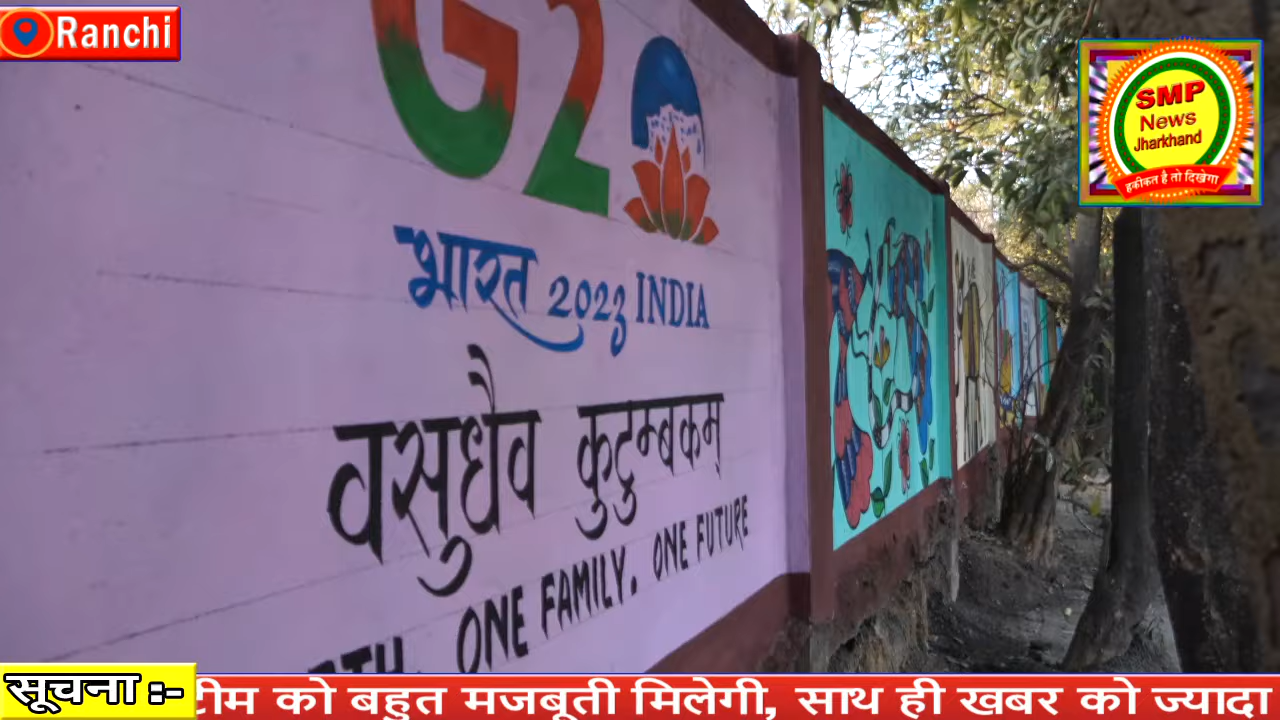 Ranchi
G2
भारत 2023 INDIA
वसुधैव कुटुम्बकम्
ONE FAMILY. ONE FUTURE
SMP
News
Jharkhand
हकीकत है तो दिखेगा
सूचना :-
टीम को बहुत मजबूती मिलेगी, साथ ही खबर को ज्यादा